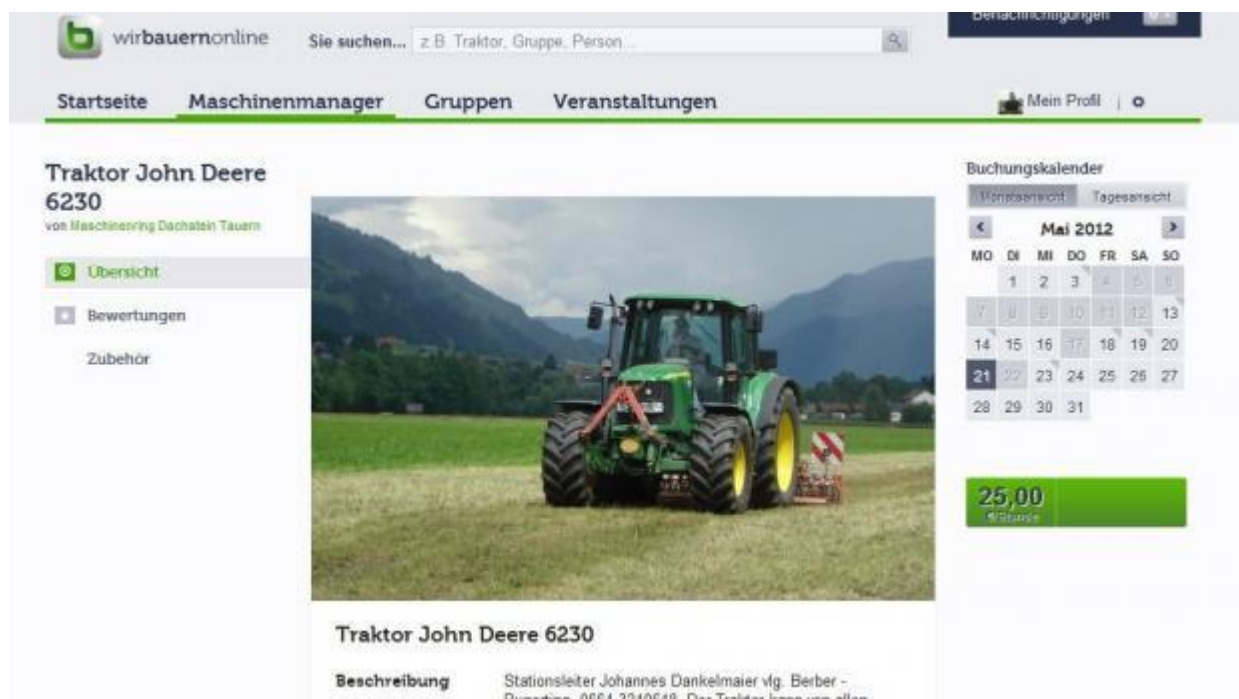 Benachrichtigungen
wirbauernonline
Sie suchen... z.B. Traktor, Gruppe, Person...
Startseite Maschinenmanager Gruppen Veranstaltungen
Mein Profil |
Traktor John Deere
6230
von Maschinenring Dachstein Tauern
Übersicht
Bewertungen
Zubehör
Buchungskalender
Monatsansicht Tagesansicht
Mai 2012
MO DI MI DO FR SA SO
1 2 3 4 5 6
7 8 9 10 11 12 13
14 15 16 17 18 19 20
21 22 23 24 25 26 27
28 29 30 31
25,00
€/Stunde
Traktor John Deere 6230
Beschreibung Stationsleiter Johannes Dankelmaier vlg. Berber -